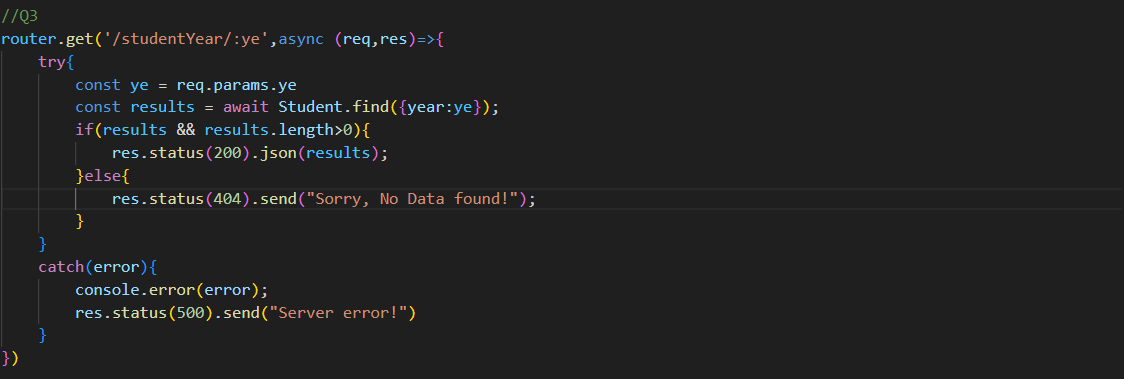 //Q3
router.get('/studentYear/:ye',async (req,res)=>{
    try{
        const ye = req.params.ye
        const results = await Student.find({year:ye});
        if(results && results.length>0){
            res.status(200).json(results);
        }else{
            res.status(404).send("Sorry, No Data found!");
        }
    }
    catch(error){
        console.error(error);
        res.status(500).send("Server error!")
    }
})